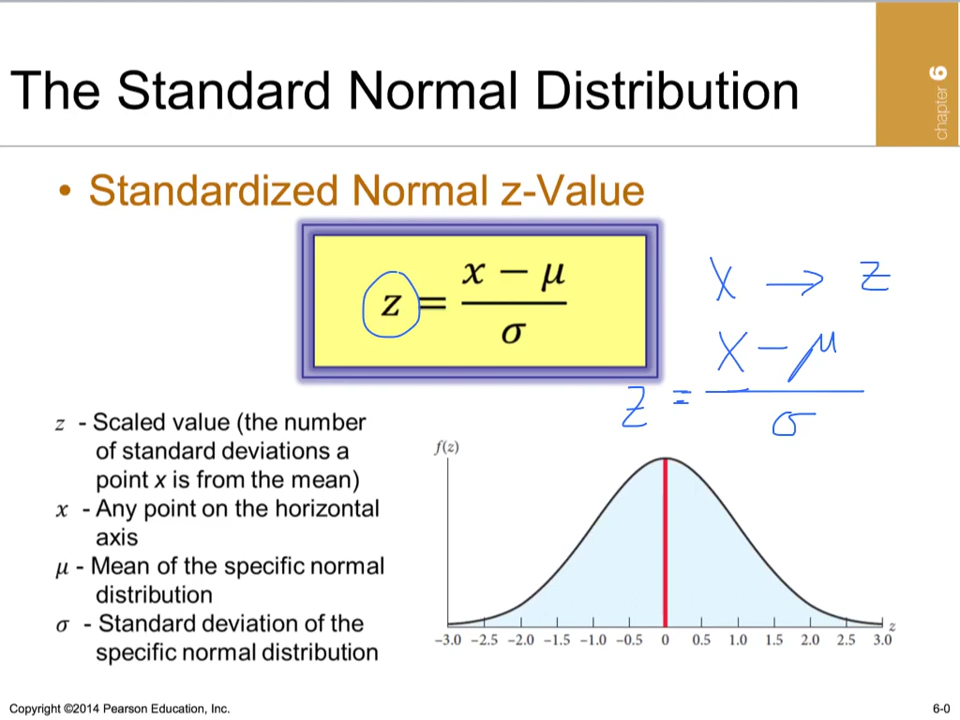 The Standard Normal Distribution
chapter 6
• Standardized Normal z-Value
z = (x − μ) / σ
X → z
z = (X − μ) / σ
z - Scaled value (the number
of standard deviations a
point x is from the mean)
x - Any point on the horizontal
axis
μ - Mean of the specific normal
distribution
σ - Standard deviation of the
specific normal distribution
f(z)
−3.0 −2.5 −2.0 −1.5 −1.0 −0.5 0 0.5 1.0 1.5 2.0 2.5 3.0 z
Copyright ©2014 Pearson Education, Inc.
6-0